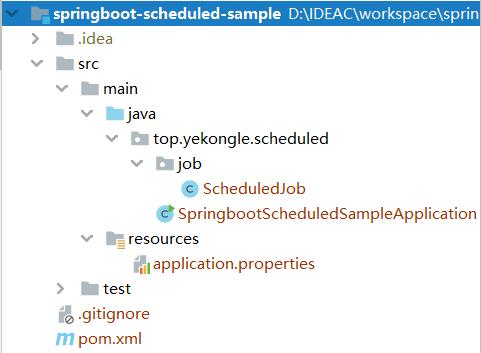 springboot-scheduled-sample D:\IDEAC\workspace\sprin
.idea
src
main
java
top.yekongle.scheduled
job
C ScheduledJob
C SpringbootScheduledSampleApplication
resources
application.properties
test
.gitignore
m pom.xml